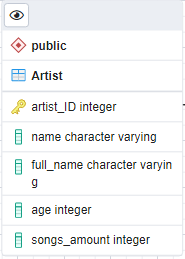 public
Artist
artist_ID integer
name character varying
full_name character varyin
g
age integer
songs_amount integer